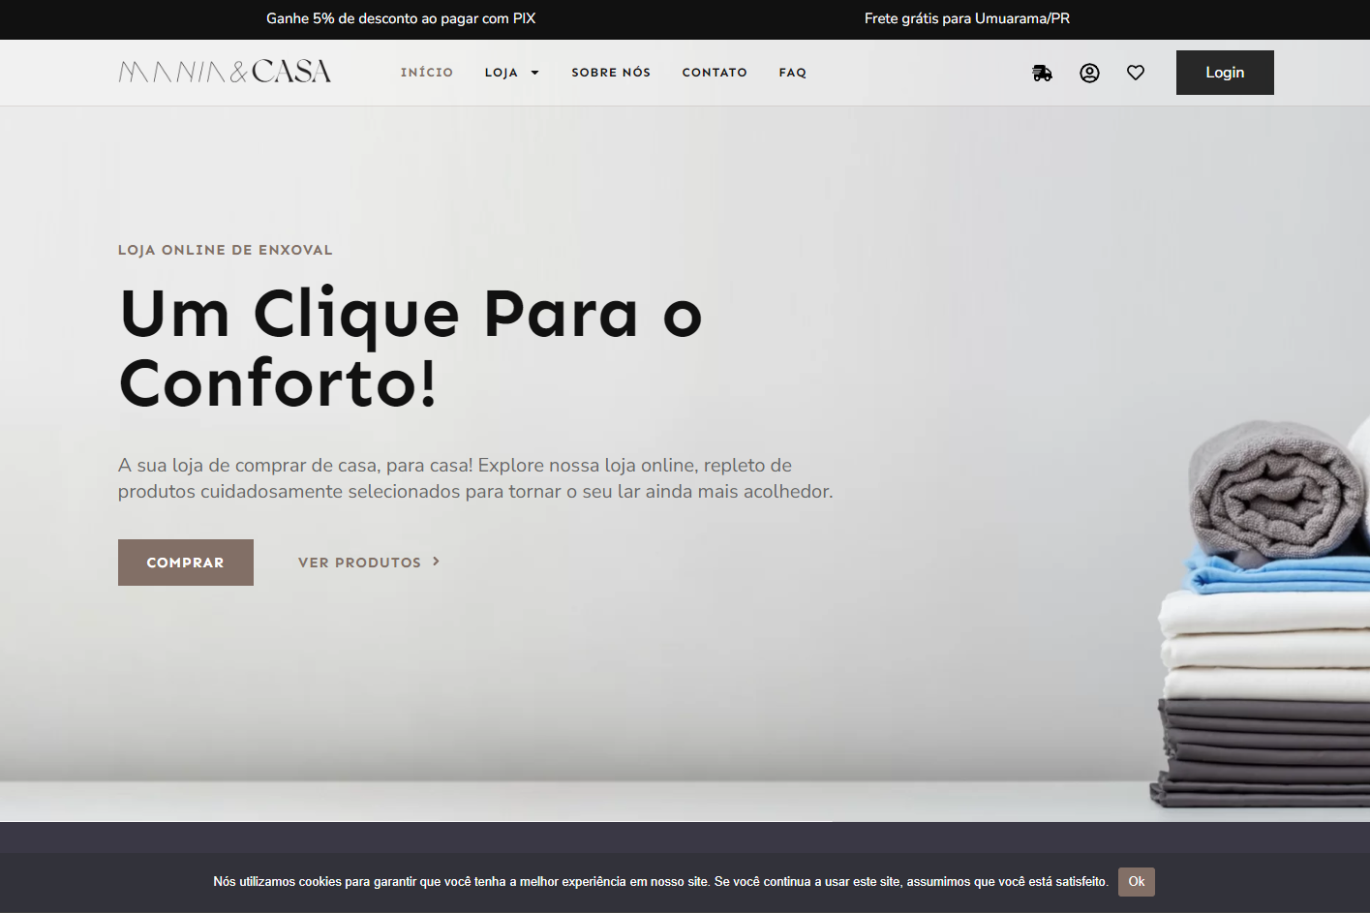 Ganhe 5% de desconto ao pagar com PIX
Frete grátis para Umuarama/PR
MANIA&CASA
INÍCIO
LOJA
SOBRE NÓS
CONTATO
FAQ
Login
LOJA ONLINE DE ENXOVAL
Um Clique Para o
Conforto!
A sua loja de comprar de casa, para casa! Explore nossa loja online, repleto de
produtos cuidadosamente selecionados para tornar o seu lar ainda mais acolhedor.
COMPRAR
VER PRODUTOS
Nós utilizamos cookies para garantir que você tenha a melhor experiência em nosso site. Se você continua a usar este site, assumimos que você está satisfeito.
Ok